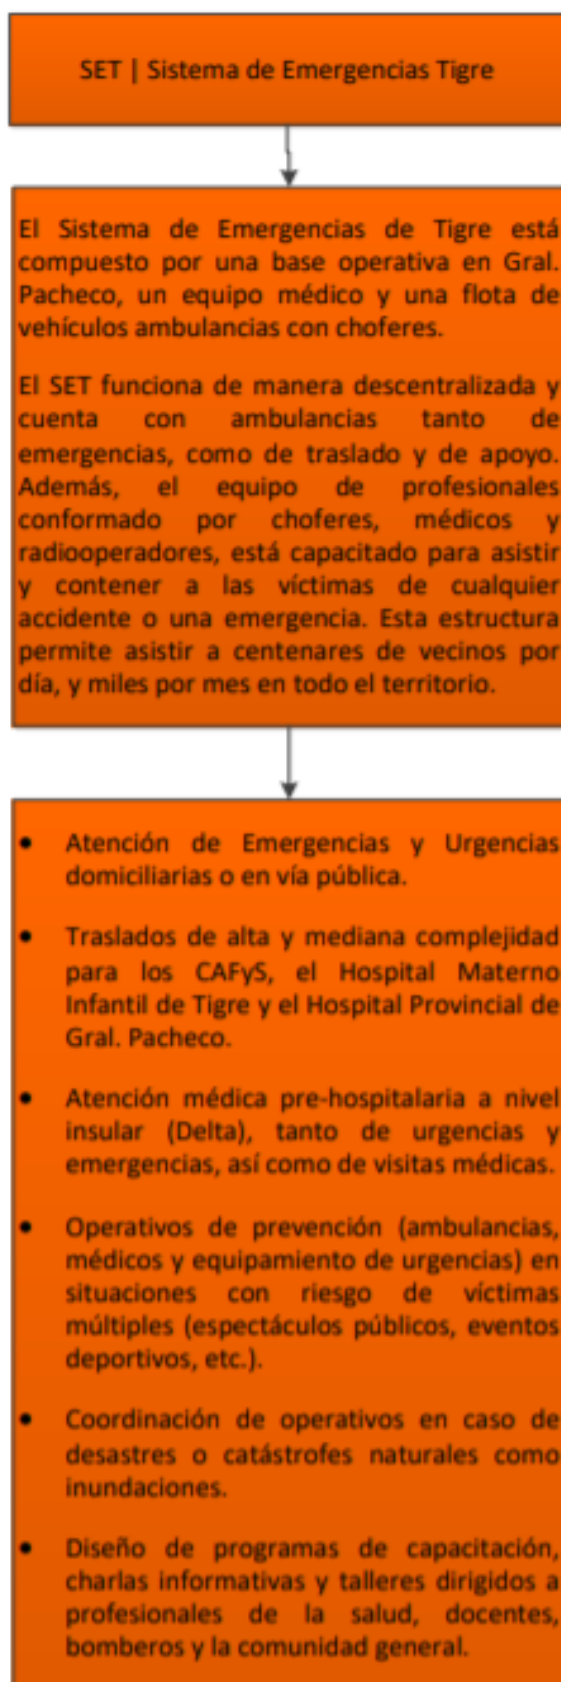 SET | Sistema de Emergencias Tigre
El Sistema de Emergencias de Tigre está
compuesto por una base operativa en Gral.
Pacheco, un equipo médico y una flota de
vehículos ambulancias con choferes.
El SET funciona de manera descentralizada y
cuenta con ambulancias tanto de
emergencias, como de traslado y de apoyo.
Además, el equipo de profesionales
conformado por choferes, médicos y
radiooperadores, está capacitado para asistir
y contener a las víctimas de cualquier
accidente o una emergencia. Esta estructura
permite asistir a centenares de vecinos por
día, y miles por mes en todo el territorio.
• Atención de Emergencias y Urgencias
domiciliarias o en vía pública.
• Traslados de alta y mediana complejidad
para los CAFyS, el Hospital Materno
Infantil de Tigre y el Hospital Provincial de
Gral. Pacheco.
• Atención médica pre-hospitalaria a nivel
insular (Delta), tanto de urgencias y
emergencias, así como de visitas médicas.
• Operativos de prevención (ambulancias,
médicos y equipamiento de urgencias) en
situaciones con riesgo de víctimas
múltiples (espectáculos públicos, eventos
deportivos, etc.).
• Coordinación de operativos en caso de
desastres o catástrofes naturales como
inundaciones.
• Diseño de programas de capacitación,
charlas informativas y talleres dirigidos a
profesionales de la salud, docentes,
bomberos y la comunidad general.